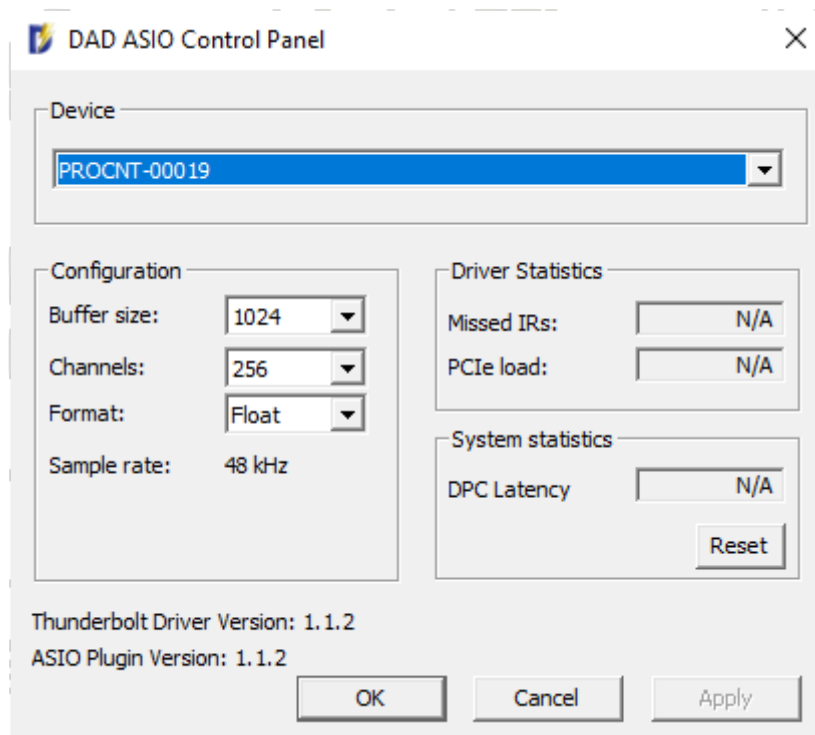 DAD ASIO Control Panel
Device
PROCNT-00019
Configuration
Buffer size: 1024
Channels: 256
Format: Float
Sample rate: 48 kHz
Driver Statistics
Missed IRs: N/A
PCIe load: N/A
System statistics
DPC Latency N/A
Reset
Thunderbolt Driver Version: 1.1.2
ASIO Plugin Version: 1.1.2
OK Cancel Apply